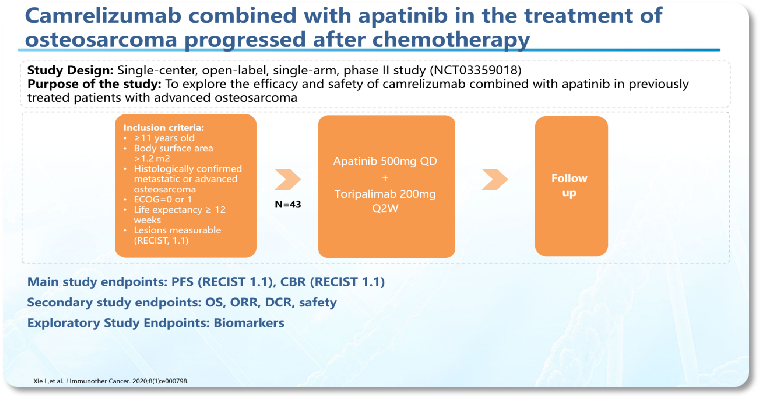 Camrelizumab combined with apatinib in the treatment of
osteosarcoma progressed after chemotherapy
Study Design: Single-center, open-label, single-arm, phase II study (NCT03359018)
Purpose of the study: To explore the efficacy and safety of camrelizumab combined with apatinib in previously
treated patients with advanced osteosarcoma
Inclusion criteria:
• ≥11 years old
• Body surface area
>1.2 m2
• Histologically confirmed
metastatic or advanced
osteosarcoma
• ECOG=0 or 1
• Life expectancy ≥ 12
weeks
• Lesions measurable
(RECIST, 1.1)
N=43
Apatinib 500mg QD
+
Toripalimab 200mg
Q2W
Follow
up
Main study endpoints: PFS (RECIST 1.1), CBR (RECIST 1.1)
Secondary study endpoints: OS, ORR, DCR, safety
Exploratory Study Endpoints: Biomarkers
Xie L,et al. J Immunother Cancer. 2020;8(1):e000798.